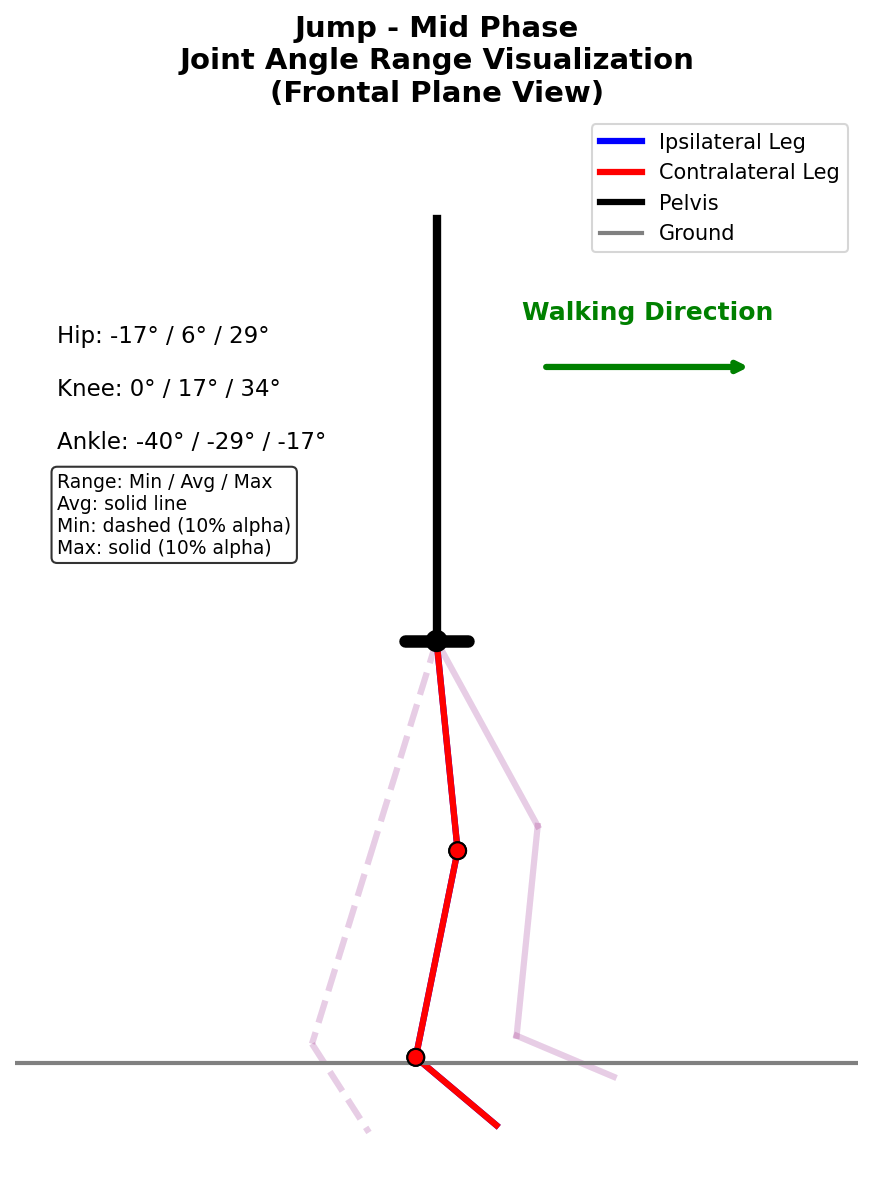 Jump - Mid Phase
Joint Angle Range Visualization
(Frontal Plane View)
Ipsilateral Leg
Contralateral Leg
Pelvis
Ground
Walking Direction
Hip: -17° / 6° / 29°
Knee: 0° / 17° / 34°
Ankle: -40° / -29° / -17°
Range: Min / Avg / Max
Avg: solid line
Min: dashed (10% alpha)
Max: solid (10% alpha)